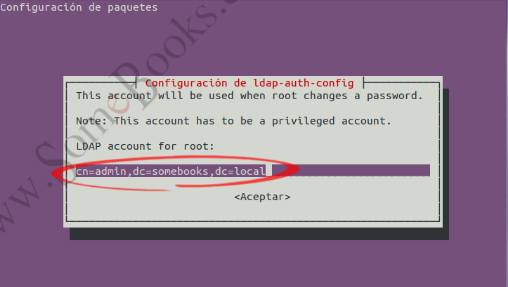 Configuración de paquetes
www.SomeBooks.
Configuración de ldap-auth-config
This account will be used when root changes a password.
Note: This account has to be a privileged account.
LDAP account for root:
cn=admin,dc=somebooks,dc=local
<Aceptar>